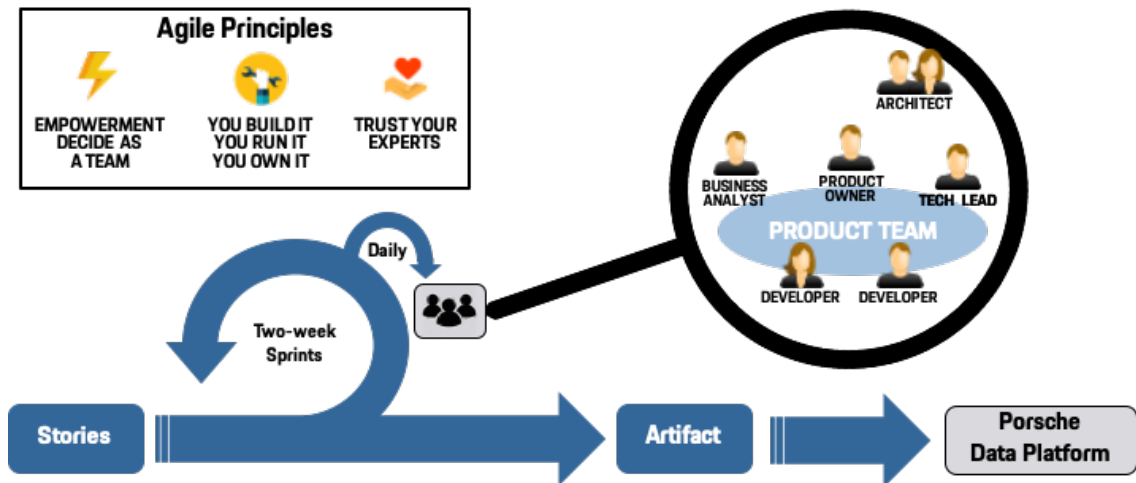 Agile Principles
EMPOWERMENT
DECIDE AS
A TEAM
YOU BUILD IT
YOU RUN IT
YOU OWN IT
TRUST YOUR
EXPERTS
ARCHITECT
BUSINESS
ANALYST
PRODUCT
OWNER
TECH LEAD
PRODUCT TEAM
DEVELOPER
DEVELOPER
Daily
Two-week
Sprints
Stories
Artifact
Porsche
Data Platform